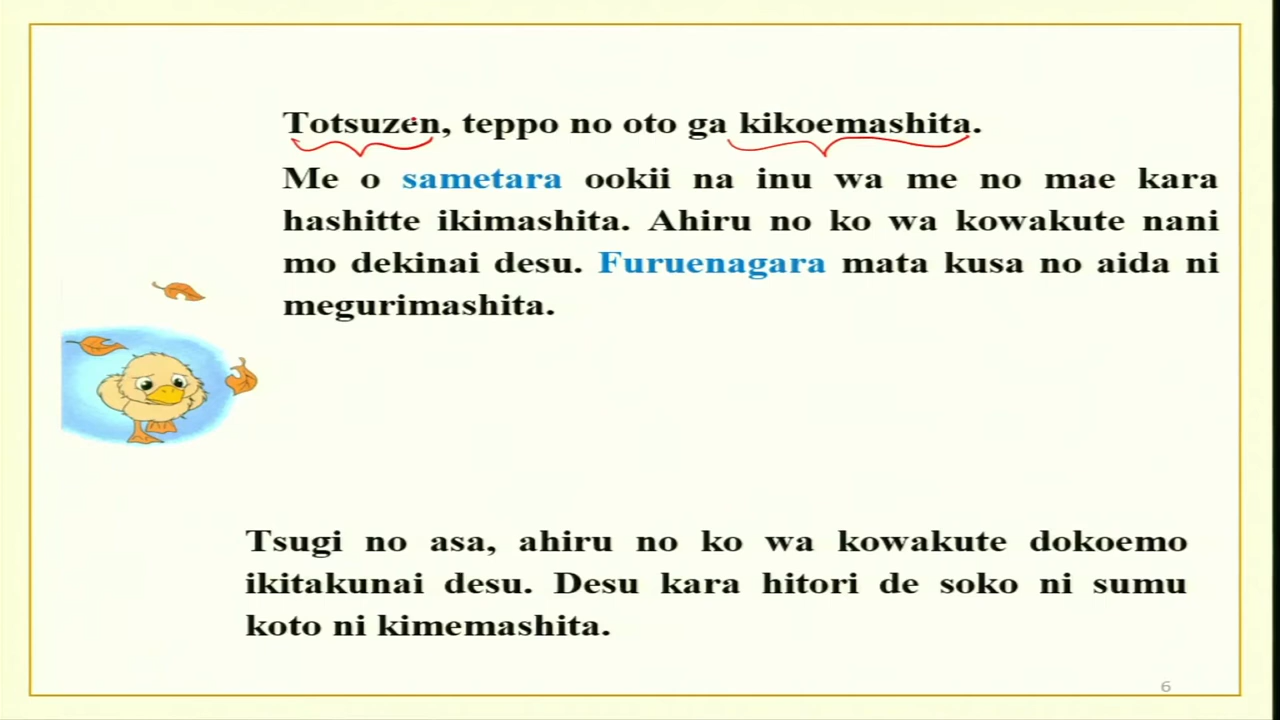 Totsuzen, teppo no oto ga kikoemashita.
Me o sametara ookii na inu wa me no mae kara
hashitte ikimashita. Ahiru no ko wa kowakute nani
mo dekinai desu. Furuenagara mata kusa no aida ni
megurimashita.
Tsugi no asa, ahiru no ko wa kowakute dokoemo
ikitakunai desu. Desu kara hitori de soko ni sumu
koto ni kimemashita.
6